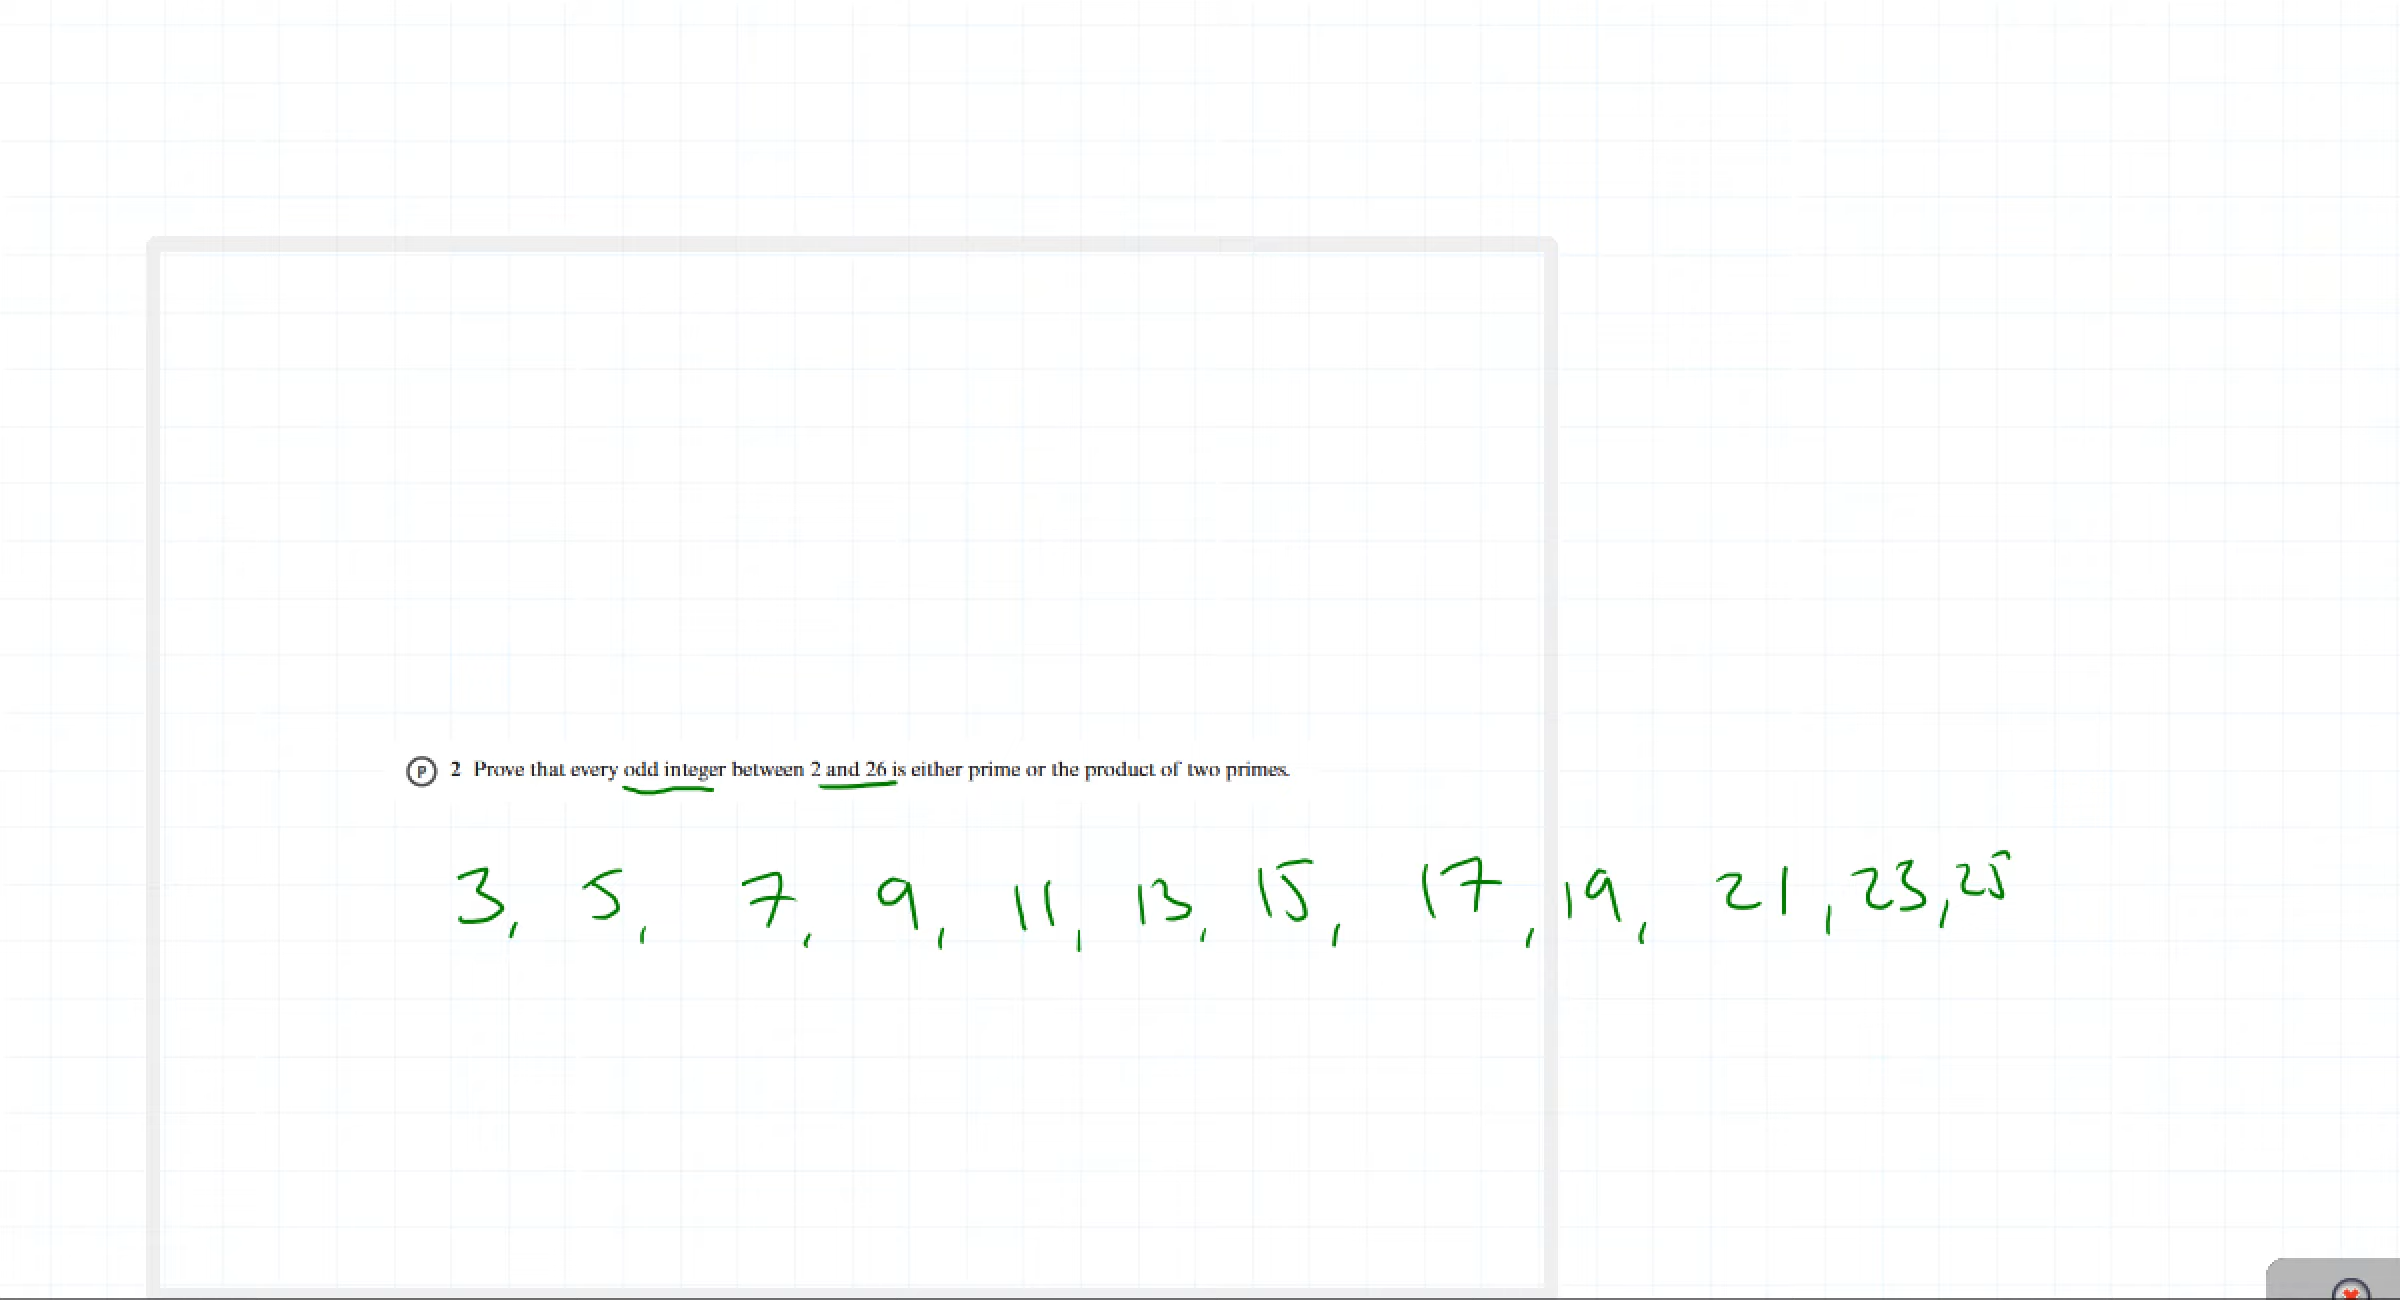 P 2 Prove that every odd integer between 2 and 26 is either prime or the product of two primes.
3, 5, 7, 9, 11, 13, 15, 17, 19, 21, 23, 25